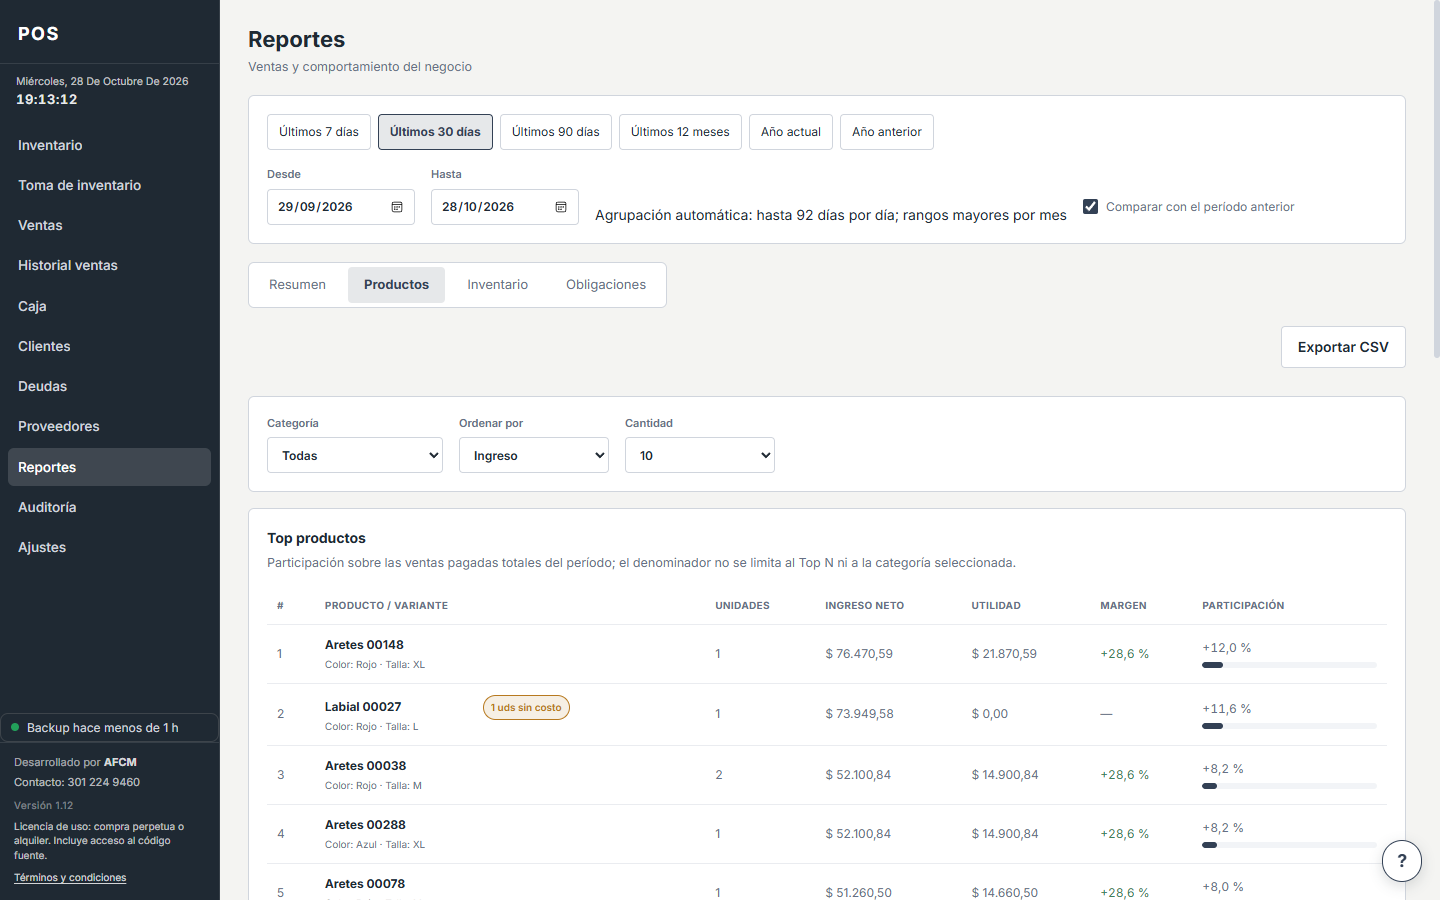 POS
Miércoles, 28 De Octubre De 2026
19:13:12
Inventario
Toma de inventario
Ventas
Historial ventas
Caja
Clientes
Deudas
Proveedores
Reportes
Auditoría
Ajustes
Backup hace menos de 1 h
Desarrollado por AFCM
Contacto: 301 224 9460
Versión 1.12
Licencia de uso: compra perpetua o
alquiler. Incluye acceso al código
fuente.
Términos y condiciones
Reportes
Ventas y comportamiento del negocio
Últimos 7 días
Últimos 30 días
Últimos 90 días
Últimos 12 meses
Año actual
Año anterior
Desde
Hasta
29/09/2026
28/10/2026
Agrupación automática: hasta 92 días por día; rangos mayores por mes
Comparar con el período anterior
Resumen
Productos
Inventario
Obligaciones
Exportar CSV
Categoría
Ordenar por
Cantidad
Todas
Ingreso
10
Top productos
Participación sobre las ventas pagadas totales del período; el denominador no se limita al Top N ni a la categoría seleccionada.
# PRODUCTO / VARIANTE UNIDADES INGRESO NETO UTILIDAD MARGEN PARTICIPACIÓN
1 Aretes 00148 1 $ 76.470,59 $ 21.870,59 +28,6 % +12,0 %
Color: Rojo · Talla: XL
2 Labial 00027 1 uds sin costo 1 $ 73.949,58 $ 0,00 — +11,6 %
Color: Rojo · Talla: L
3 Aretes 00038 2 $ 52.100,84 $ 14.900,84 +28,6 % +8,2 %
Color: Rojo · Talla: M
4 Aretes 00288 1 $ 52.100,84 $ 14.900,84 +28,6 % +8,2 %
Color: Azul · Talla: XL
5 Aretes 00078 1 $ 51.260,50 $ 14.660,50 +28,6 % +8,0 %
?